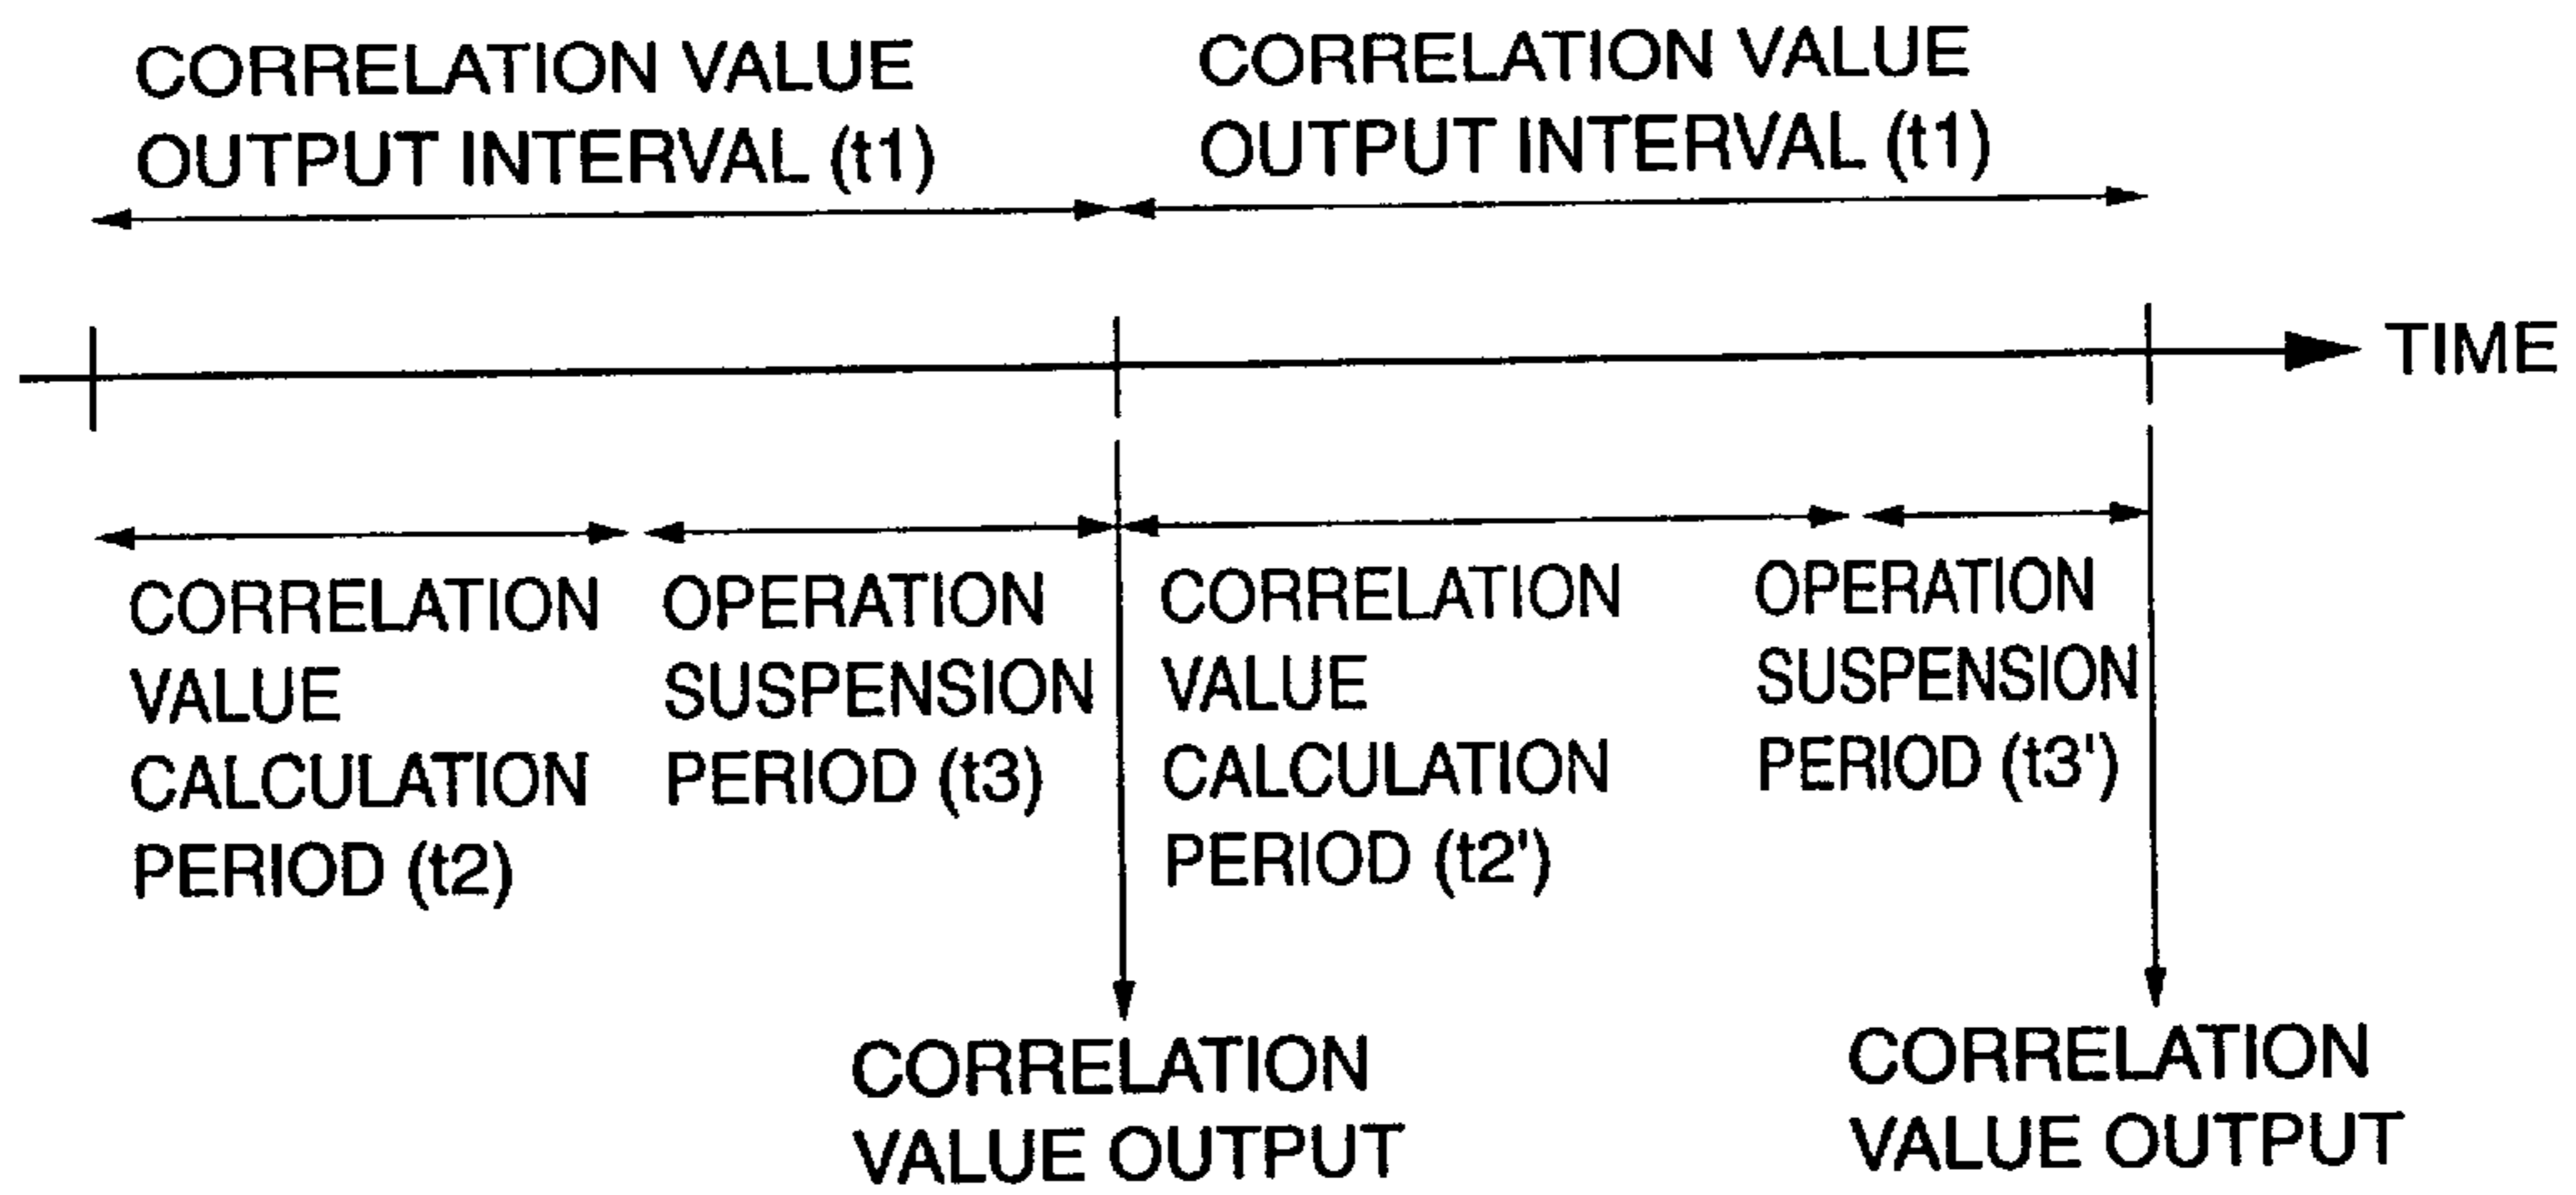 CORRELATION VALUE
OUTPUT INTERVAL (t1)
CORRELATION VALUE
OUTPUT INTERVAL (t1)
TIME
CORRELATION
VALUE
CALCULATION
PERIOD (t2)
OPERATION
SUSPENSION
PERIOD (t3)
CORRELATION
VALUE
CALCULATION
PERIOD (t2')
OPERATION
SUSPENSION
PERIOD (t3')
CORRELATION
VALUE OUTPUT
CORRELATION
VALUE OUTPUT